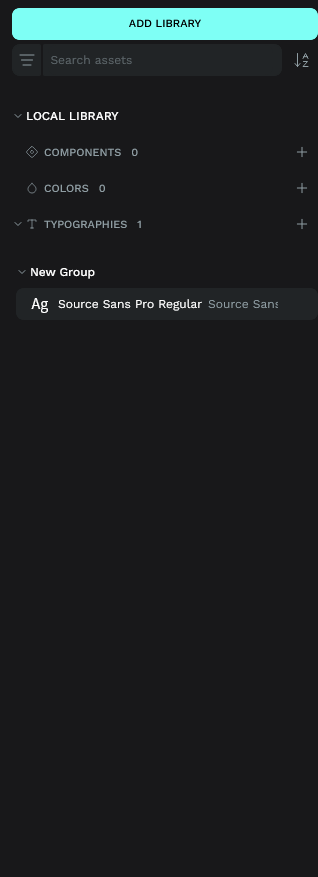 ADD LIBRARY
Search assets
LOCAL LIBRARY
COMPONENTS 0
COLORS 0
TYPOGRAPHIES 1
New Group
Ag Source Sans Pro Regular Source Sans